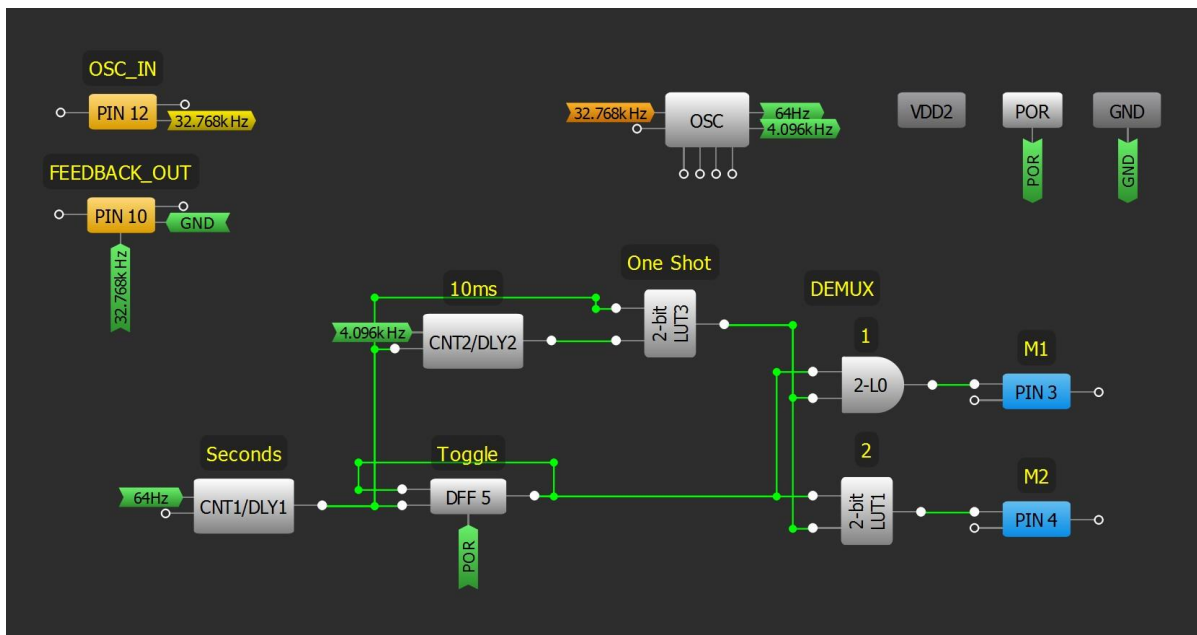 OSC_IN
PIN 12
32.768kHz
FEEDBACK_OUT
PIN 10
GND
32.768kHz
32.768kHz
OSC
64Hz
4.096kHz
VDD2
POR
POR
GND
GND
One Shot
10ms
4.096kHz
CNT2/DLY2
2-bit
LUT3
DEMUX
1
2-L0
M1
PIN 3
Seconds
64Hz
CNT1/DLY1
Toggle
DFF 5
POR
2
2-bit
LUT1
M2
PIN 4